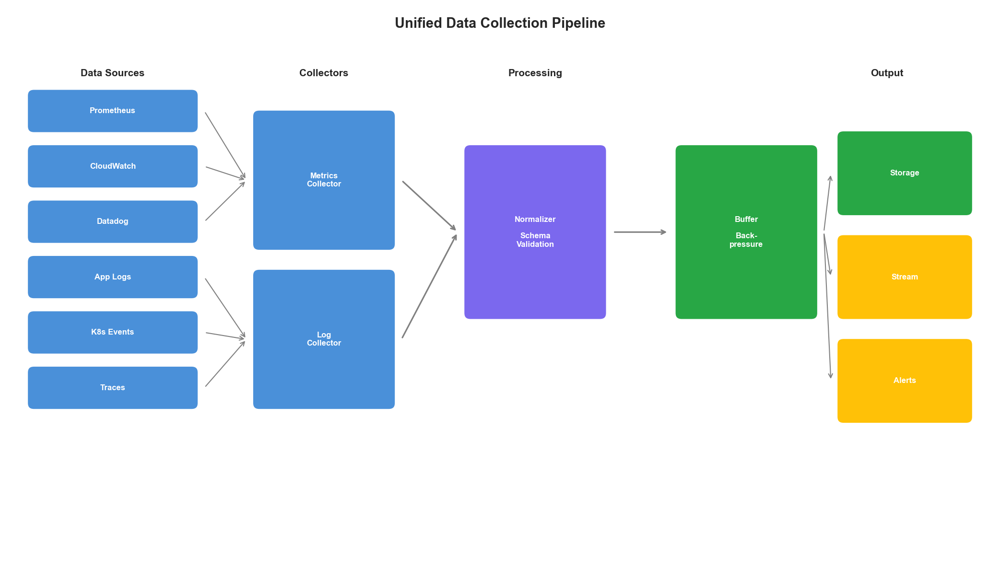 Unified Data Collection Pipeline
Data Sources
Collectors
Processing
Output
Prometheus
CloudWatch
Datadog
App Logs
K8s Events
Traces
Metrics
Collector
Log
Collector
Normalizer
Schema
Validation
Buffer
Back-
pressure
Storage
Stream
Alerts